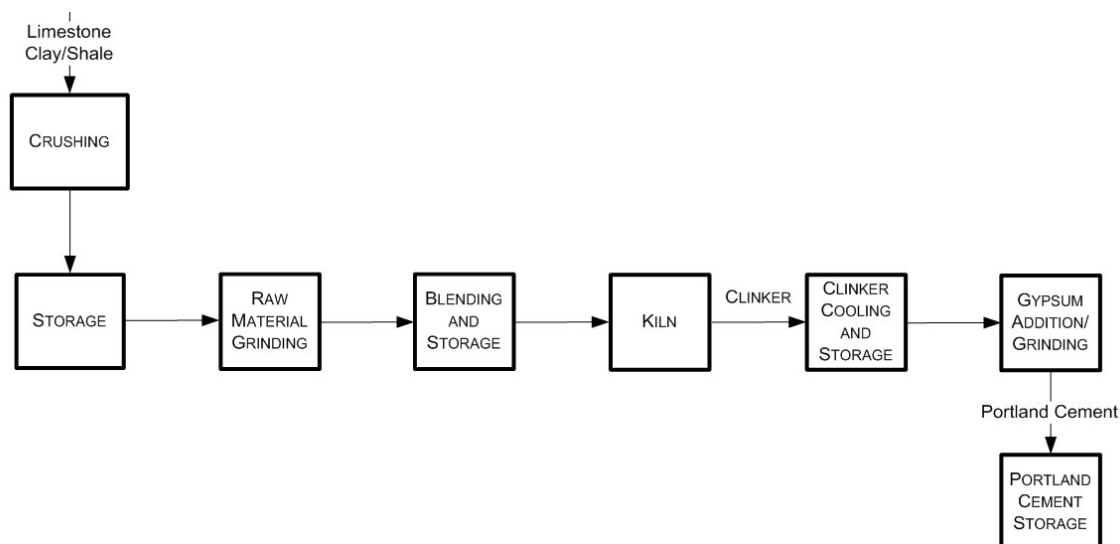 Limestone
Clay/Shale
CRUSHING
STORAGE
RAW
MATERIAL
GRINDING
BLENDING
AND
STORAGE
KILN
CLINKER
CLINKER
COOLING
AND
STORAGE
GYPSUM
ADDITION/
GRINDING
Portland Cement
PORTLAND
CEMENT
STORAGE